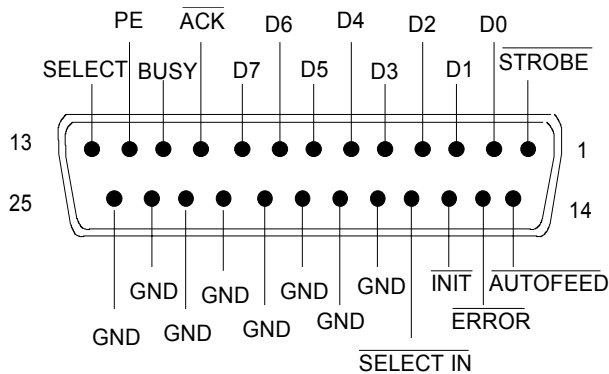 PE ACK D6 D4 D2 D0
SELECT BUSY D7 D5 D3 D1 STROBE
13 1
25 14
GND GND GND GND INIT AUTOFEED
GND GND GND GND ERROR
SELECT IN